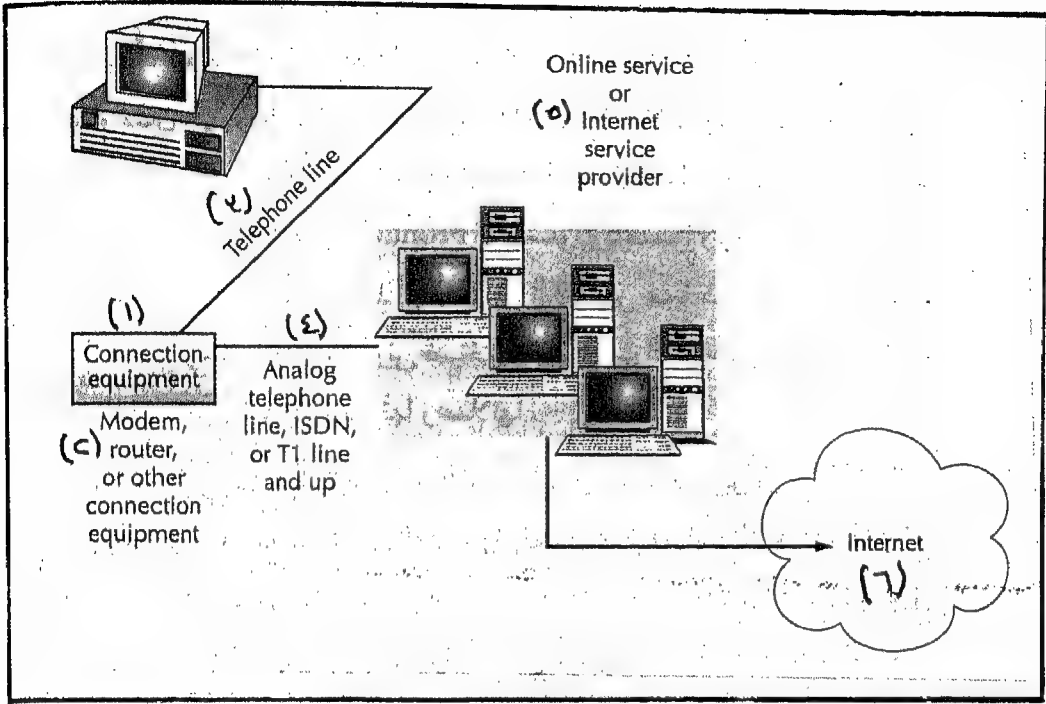 Online service
or
(٥) Internet
service
provider
(٣) Telephone line
(١)
Connection
equipment
Modem,
(٢) router,
or other
connection
equipment
(٤)
Analog
telephone
line, ISDN,
or T1 line
and up
Internet
(٦)